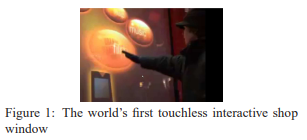 Figure 1: The world's first touchless interactive shop
window